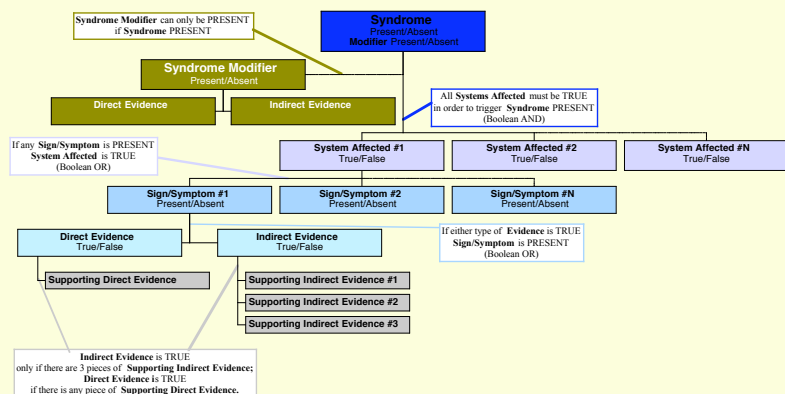 Syndrome
Present/Absent
Modifier Present/Absent
Syndrome Modifier can only be PRESENT
if Syndrome PRESENT
Syndrome Modifier
Present/Absent
Direct Evidence
Indirect Evidence
All Systems Affected must be TRUE
in order to trigger Syndrome PRESENT
(Boolean AND)
If any Sign/Symptom is PRESENT
System Affected is TRUE
(Boolean OR)
System Affected #1
True/False
System Affected #2
True/False
System Affected #N
True/False
Sign/Symptom #1
Present/Absent
Sign/Symptom #2
Present/Absent
Sign/Symptom #N
Present/Absent
If either type of Evidence is TRUE
Sign/Symptom is PRESENT
(Boolean OR)
Direct Evidence
True/False
Indirect Evidence
True/False
Supporting Direct Evidence
Supporting Indirect Evidence #1
Supporting Indirect Evidence #2
Supporting Indirect Evidence #3
Indirect Evidence is TRUE
only if there are 3 pieces of Supporting Indirect Evidence;
Direct Evidence is TRUE
if there is any piece of Supporting Direct Evidence.